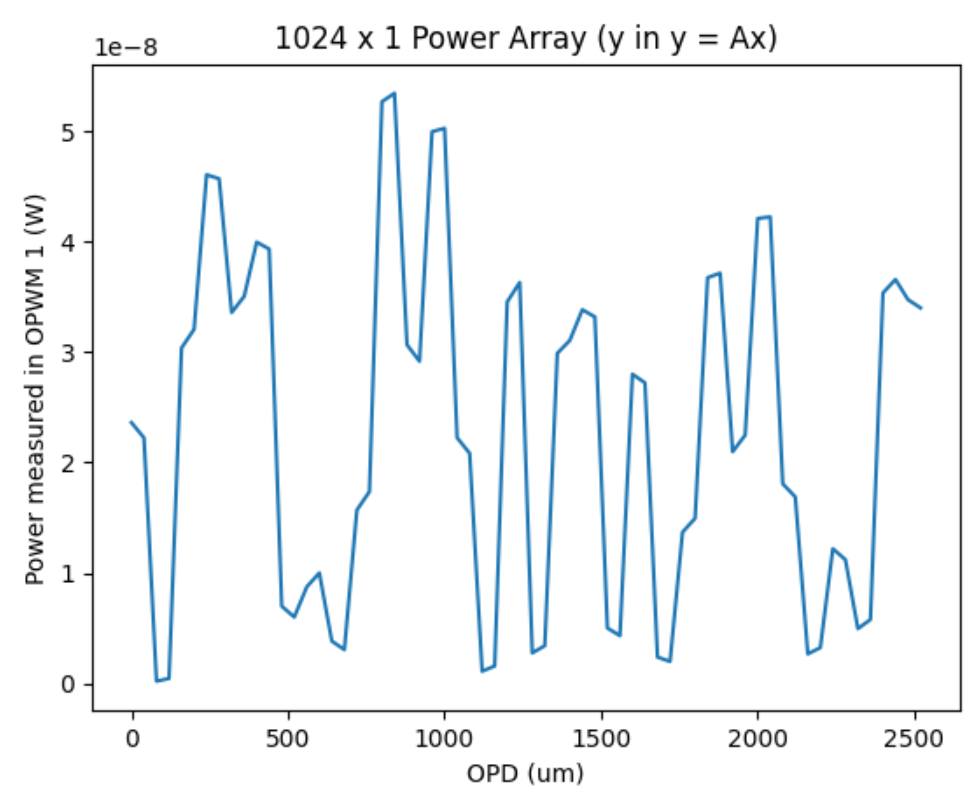 1024 x 1 Power Array (y in y = Ax)
1e−8
5
4
3
2
1
0
Power measured in OPWM 1 (W)
0 500 1000 1500 2000 2500
OPD (um)